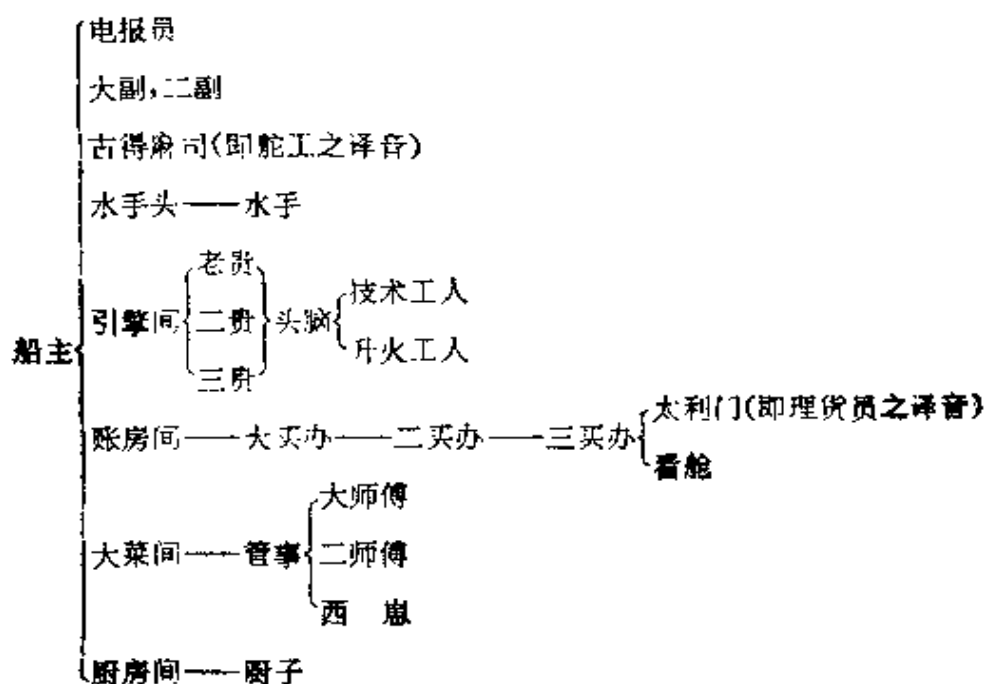 电报员
大副,二副
古得麻司(即舵工之译音)
水手头——水手
老贵
技术工人
引擎间 二贵 头脑
船主
升火工人
三贵
太利门(即理货员之译音)
账房间——大买办——二买办——三买办
看舱
大师傅
大菜间——管事 二师傅
西 崽
厨房间——厨子